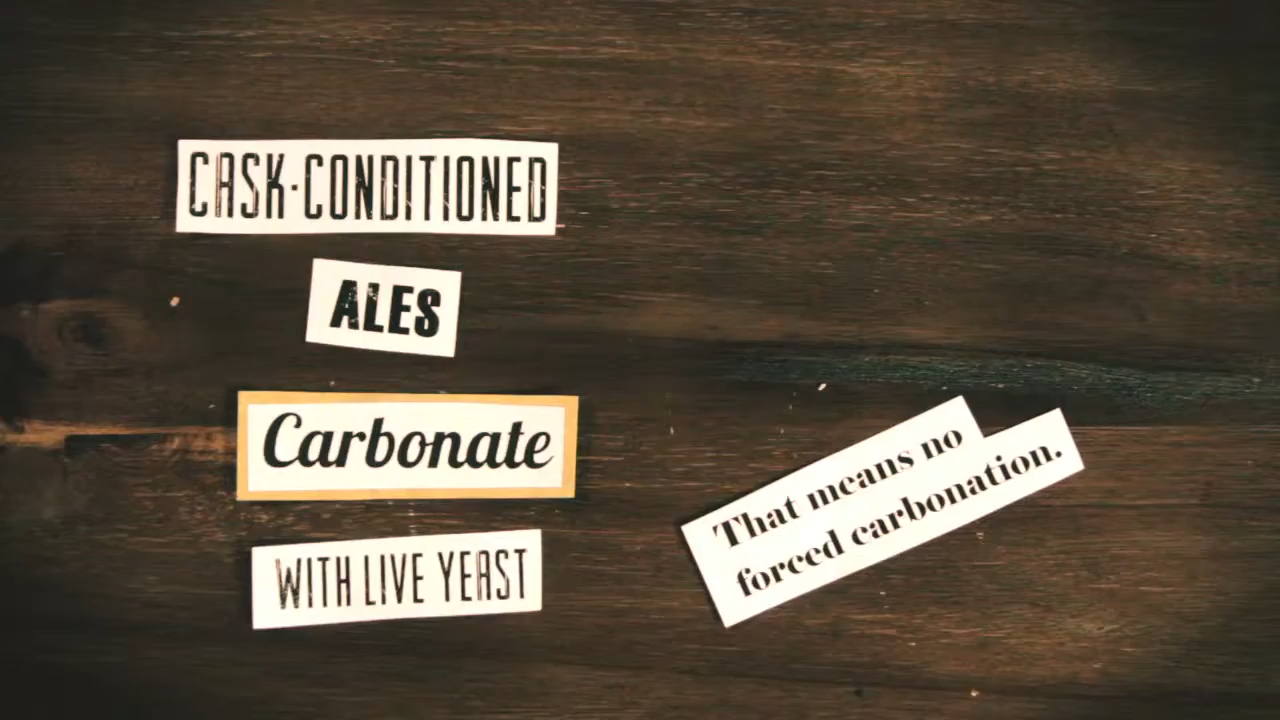 CASK-CONDITIONED
ALES
Carbonate
WITH LIVE YEAST
That means no
forced carbonation.